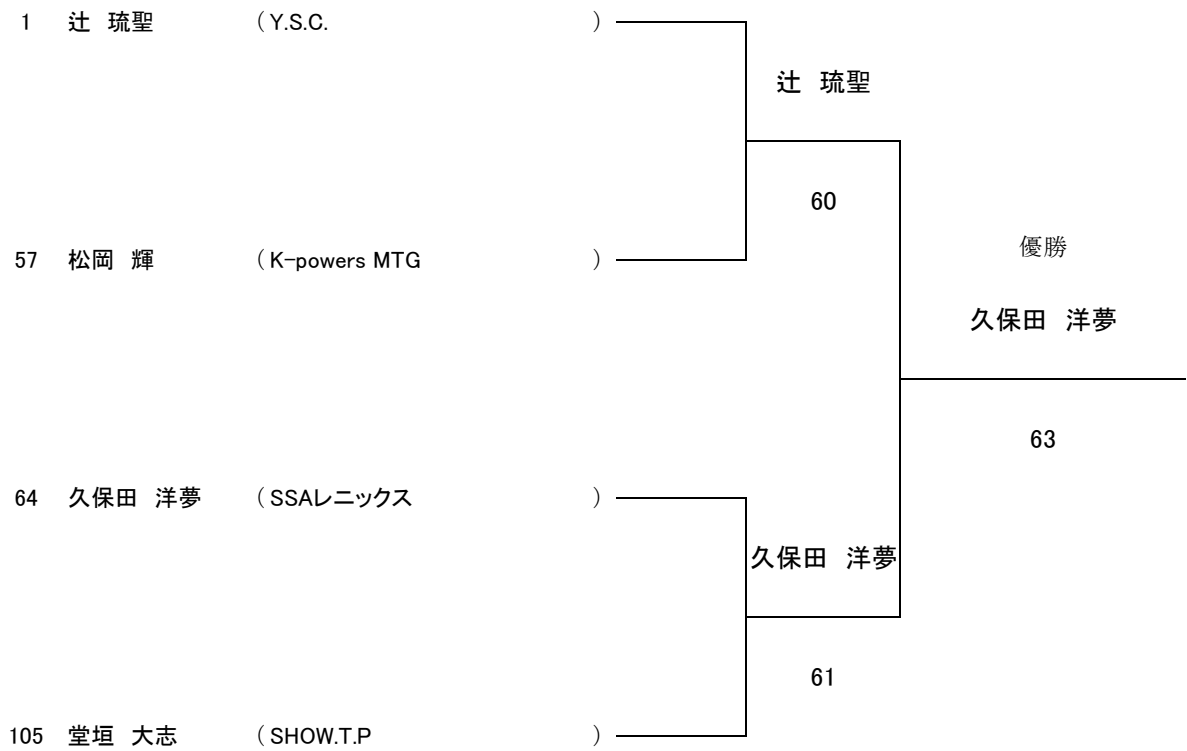 1 辻　琉聖 （Y.S.C. ）
辻　琉聖
60
57 松岡　輝 （K-powers MTG ）
優勝
久保田　洋夢
63
64 久保田　洋夢 （SSAレニックス ）
久保田　洋夢
61
105 堂垣　大志 （SHOW.T.P ）